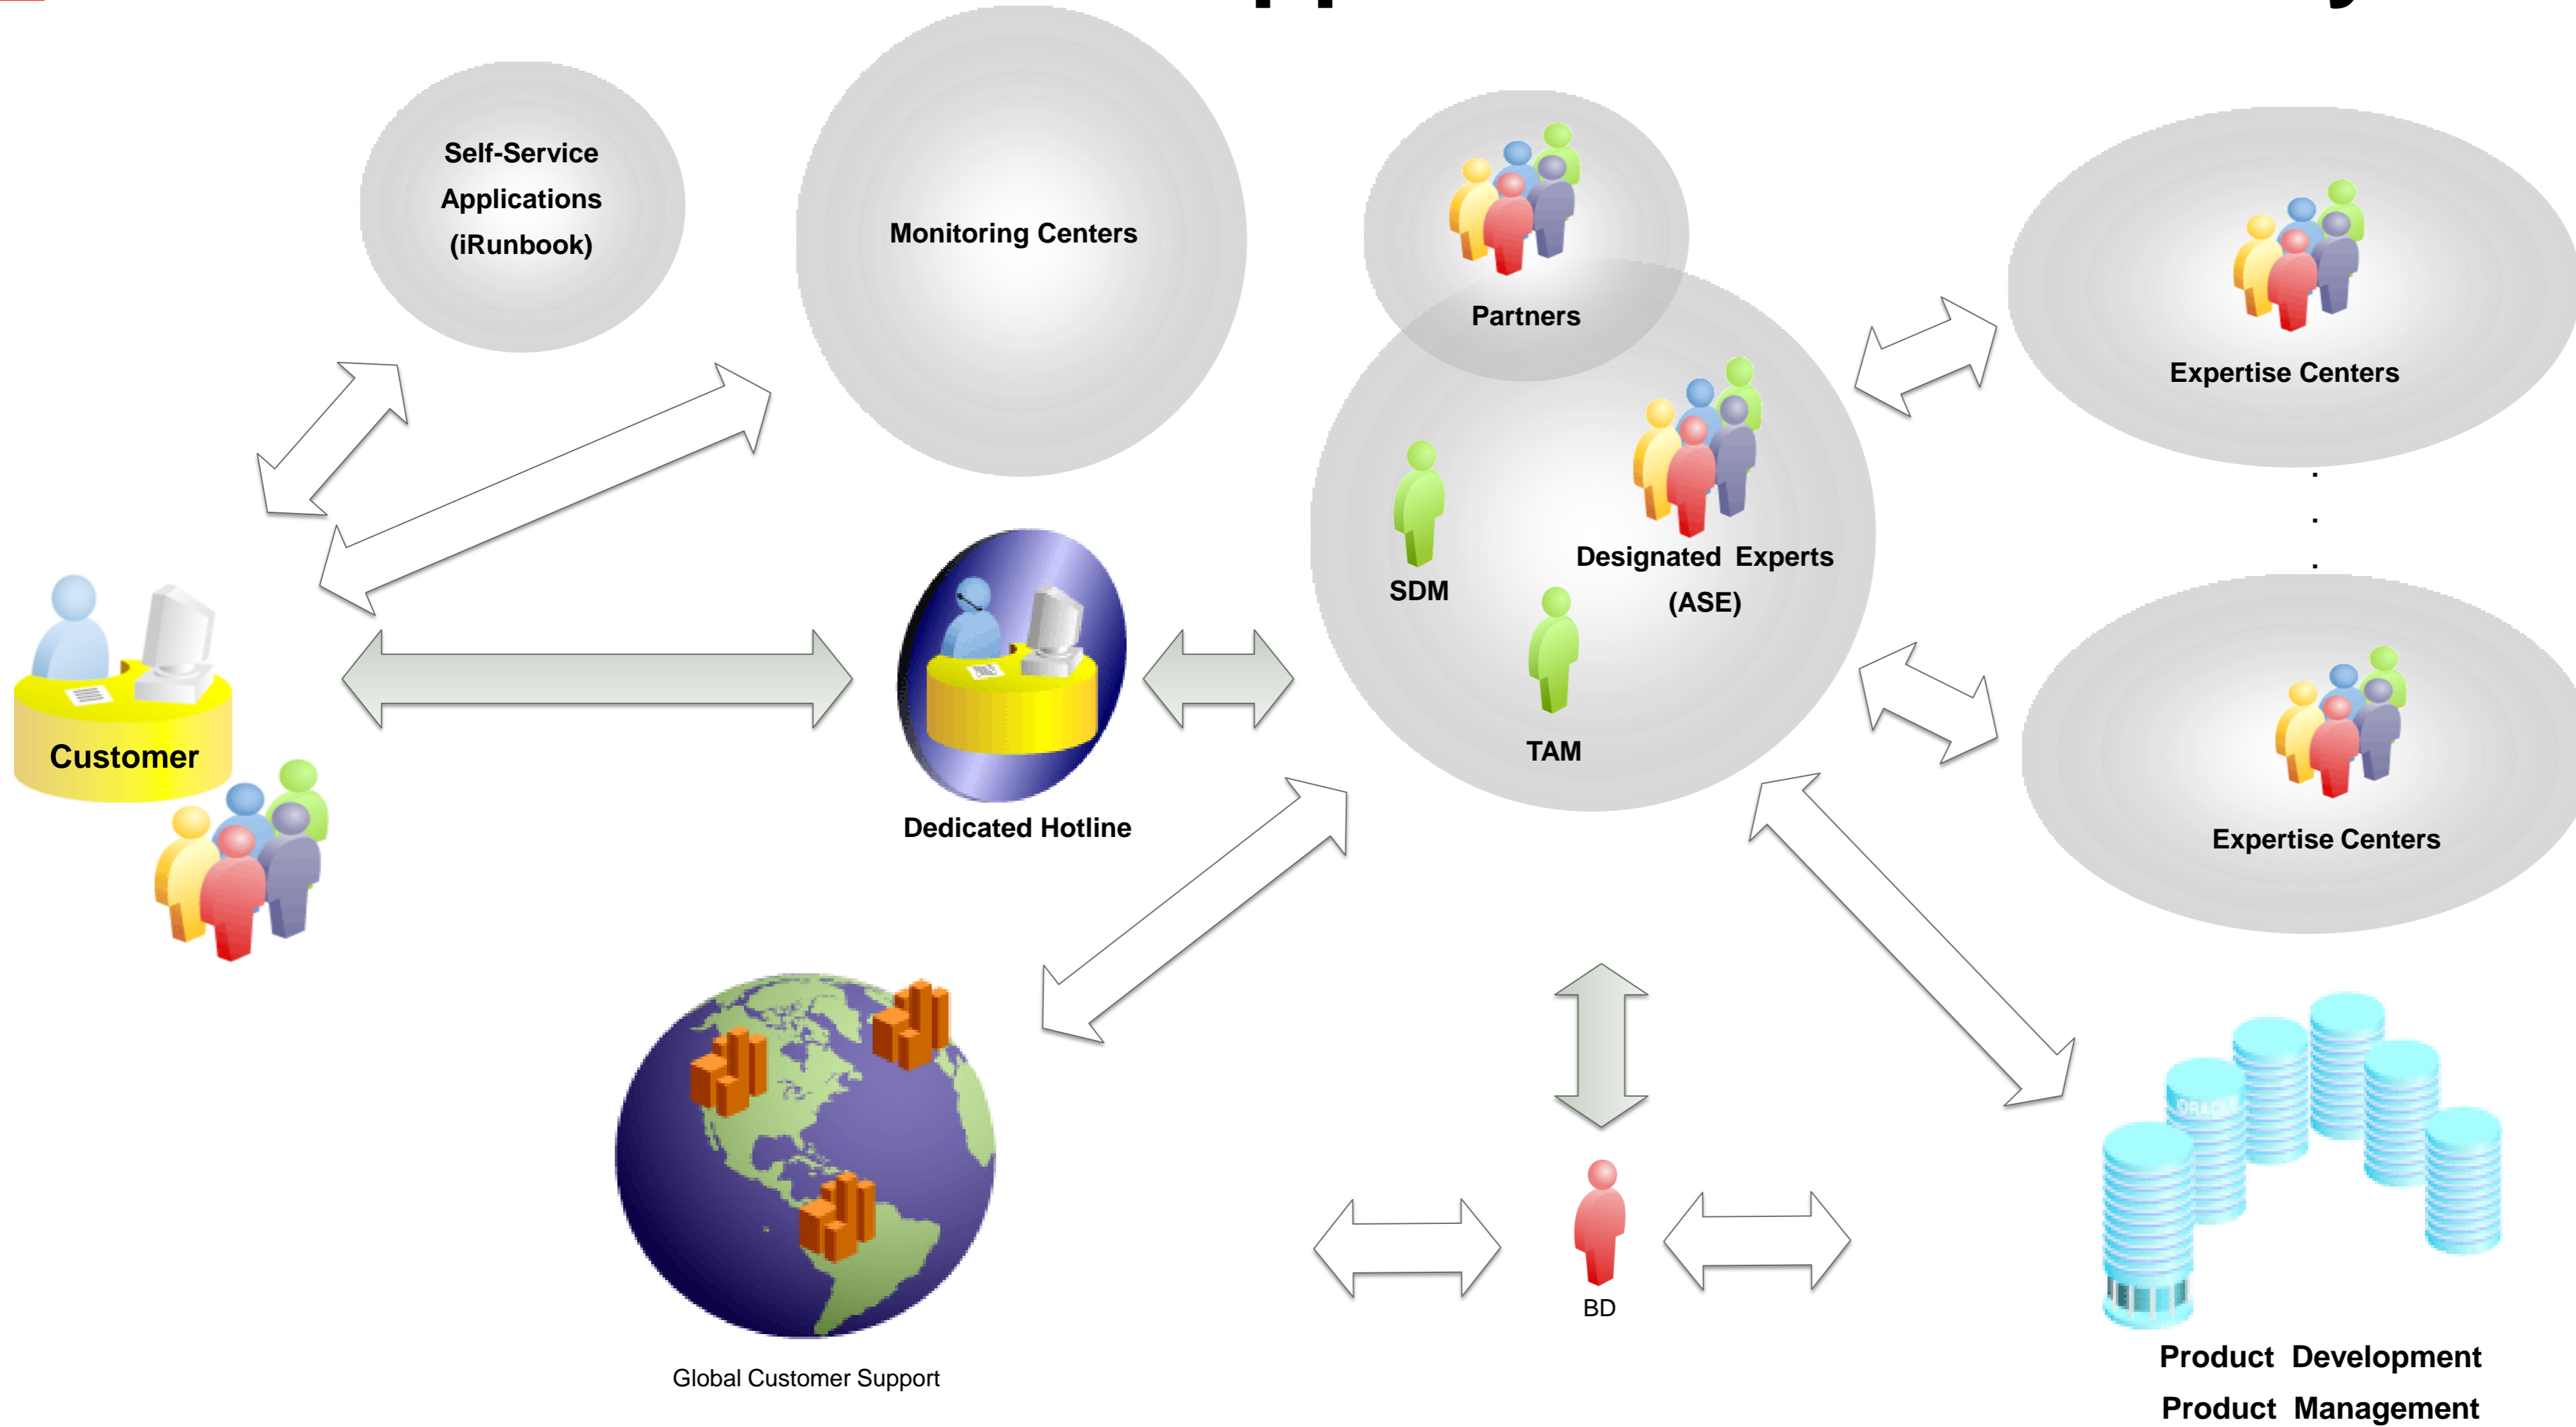 Self-Service
Applications
(iRunbook)
Monitoring Centers
Partners
Expertise Centers
.
.
.
Designated Experts
(ASE)
SDM
TAM
Customer
Dedicated Hotline
Expertise Centers
ORACLE
BD
Global Customer Support
Product Development
Product Management